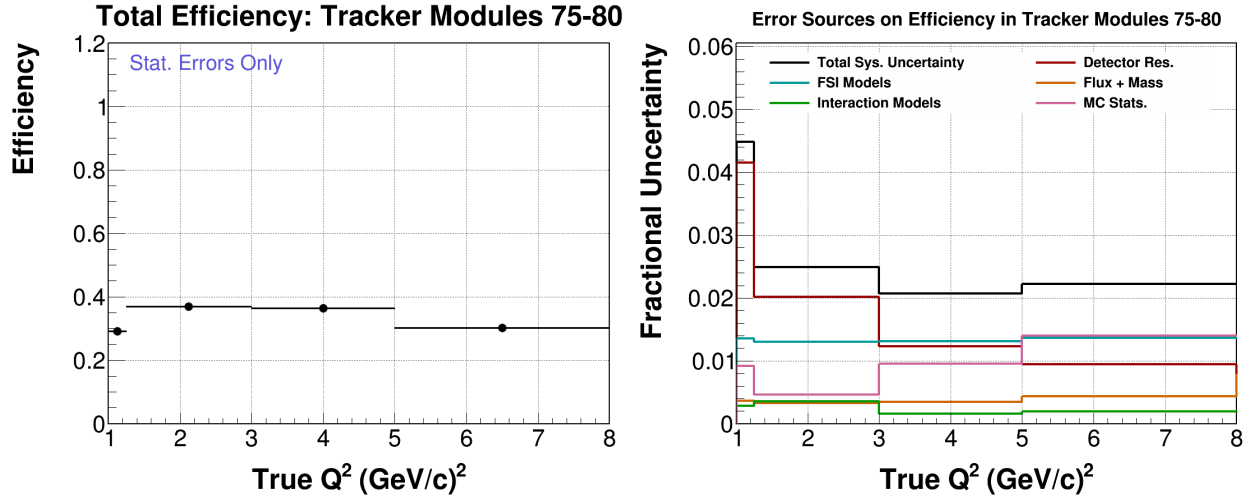 Total Efficiency: Tracker Modules 75-80
Stat. Errors Only
Efficiency
1.2
1
0.8
0.6
0.4
0.2
0
1 2 3 4 5 6 7 8
True Q² (GeV/c)²
Error Sources on Efficiency in Tracker Modules 75-80
Total Sys. Uncertainty
FSI Models
Interaction Models
Detector Res.
Flux + Mass
MC Stats.
Fractional Uncertainty
0.06
0.05
0.04
0.03
0.02
0.01
0
1 2 3 4 5 6 7 8
True Q² (GeV/c)²